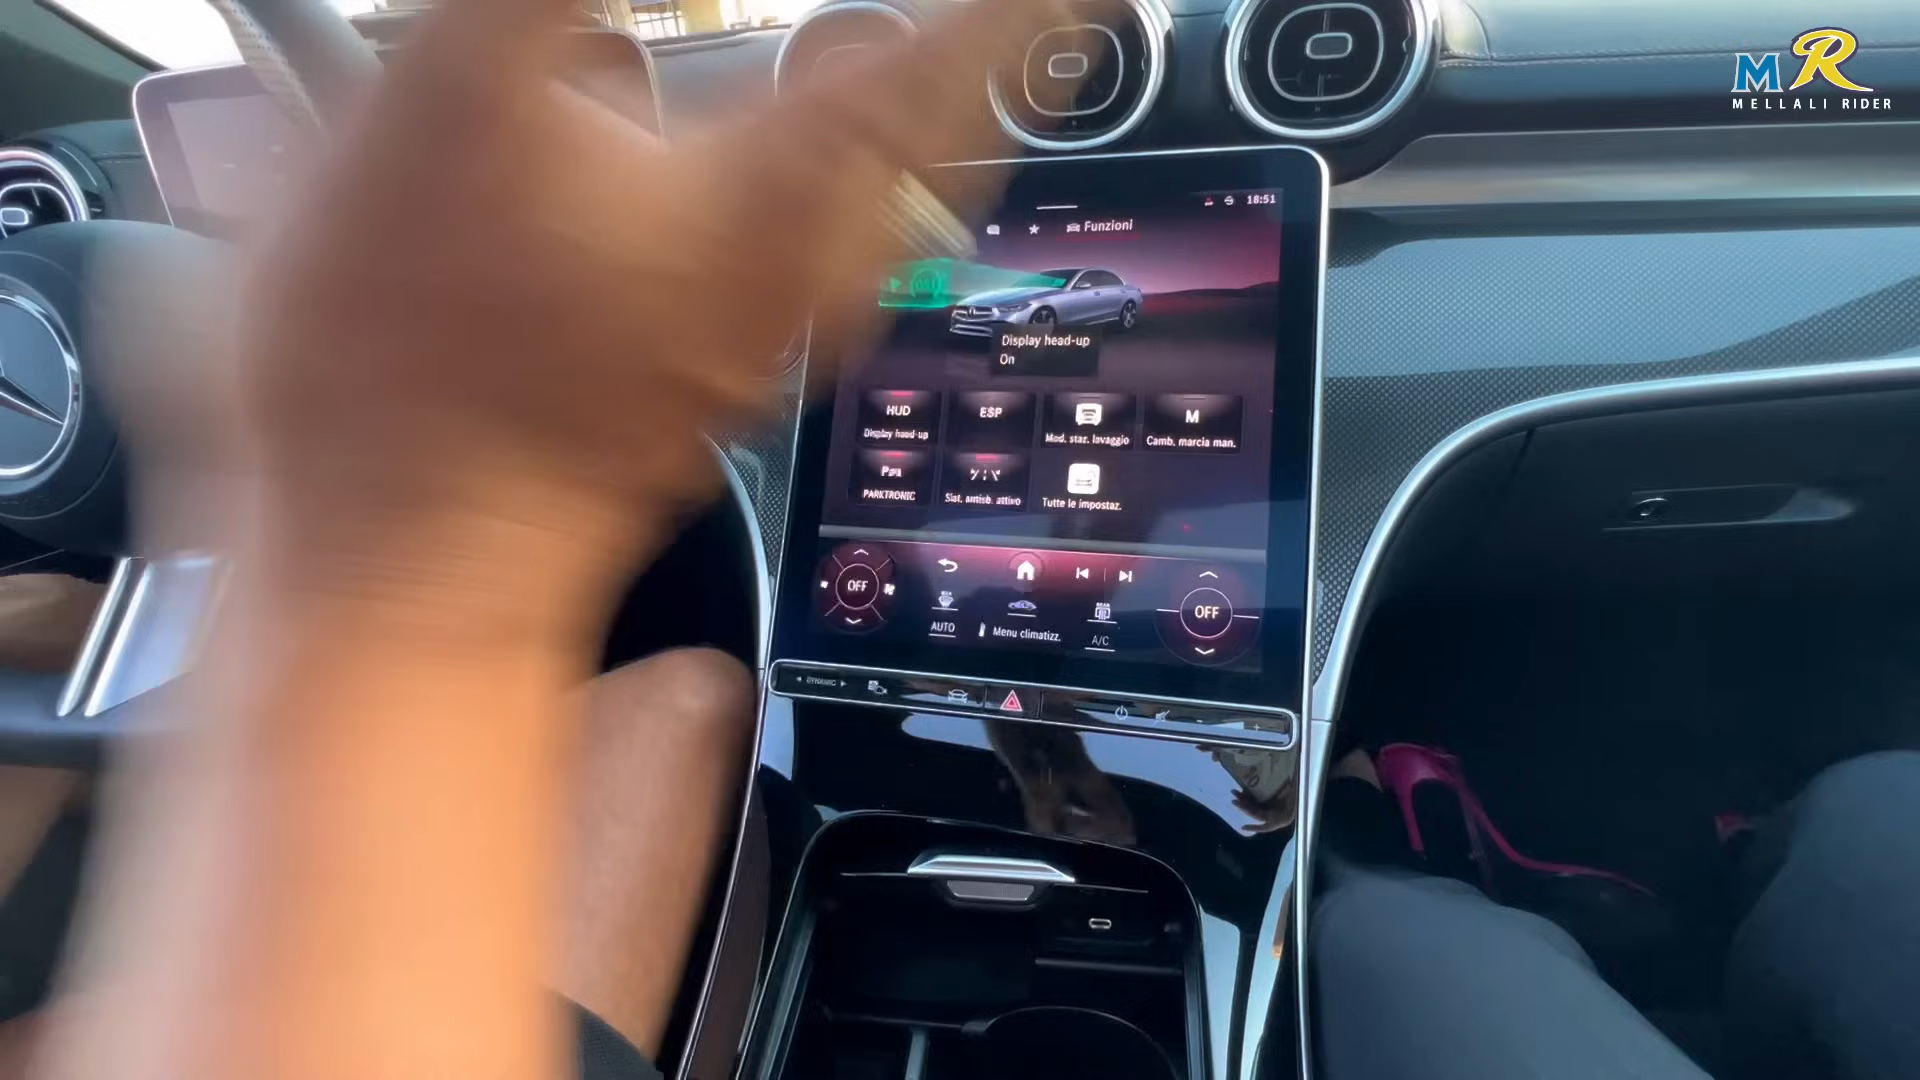 MR
MELLALI RIDER
18:51
Funzioni
Display head-up
On
HUD
Display head-up
ESP
Mod. staz. lavaggio
M
Camb. marcia man.
PARKTRONIC
Sist. antisb. attivo
Tutte le impostaz.
OFF
OFF
AUTO
Menu climatizz.
A/C
DYNAMIC